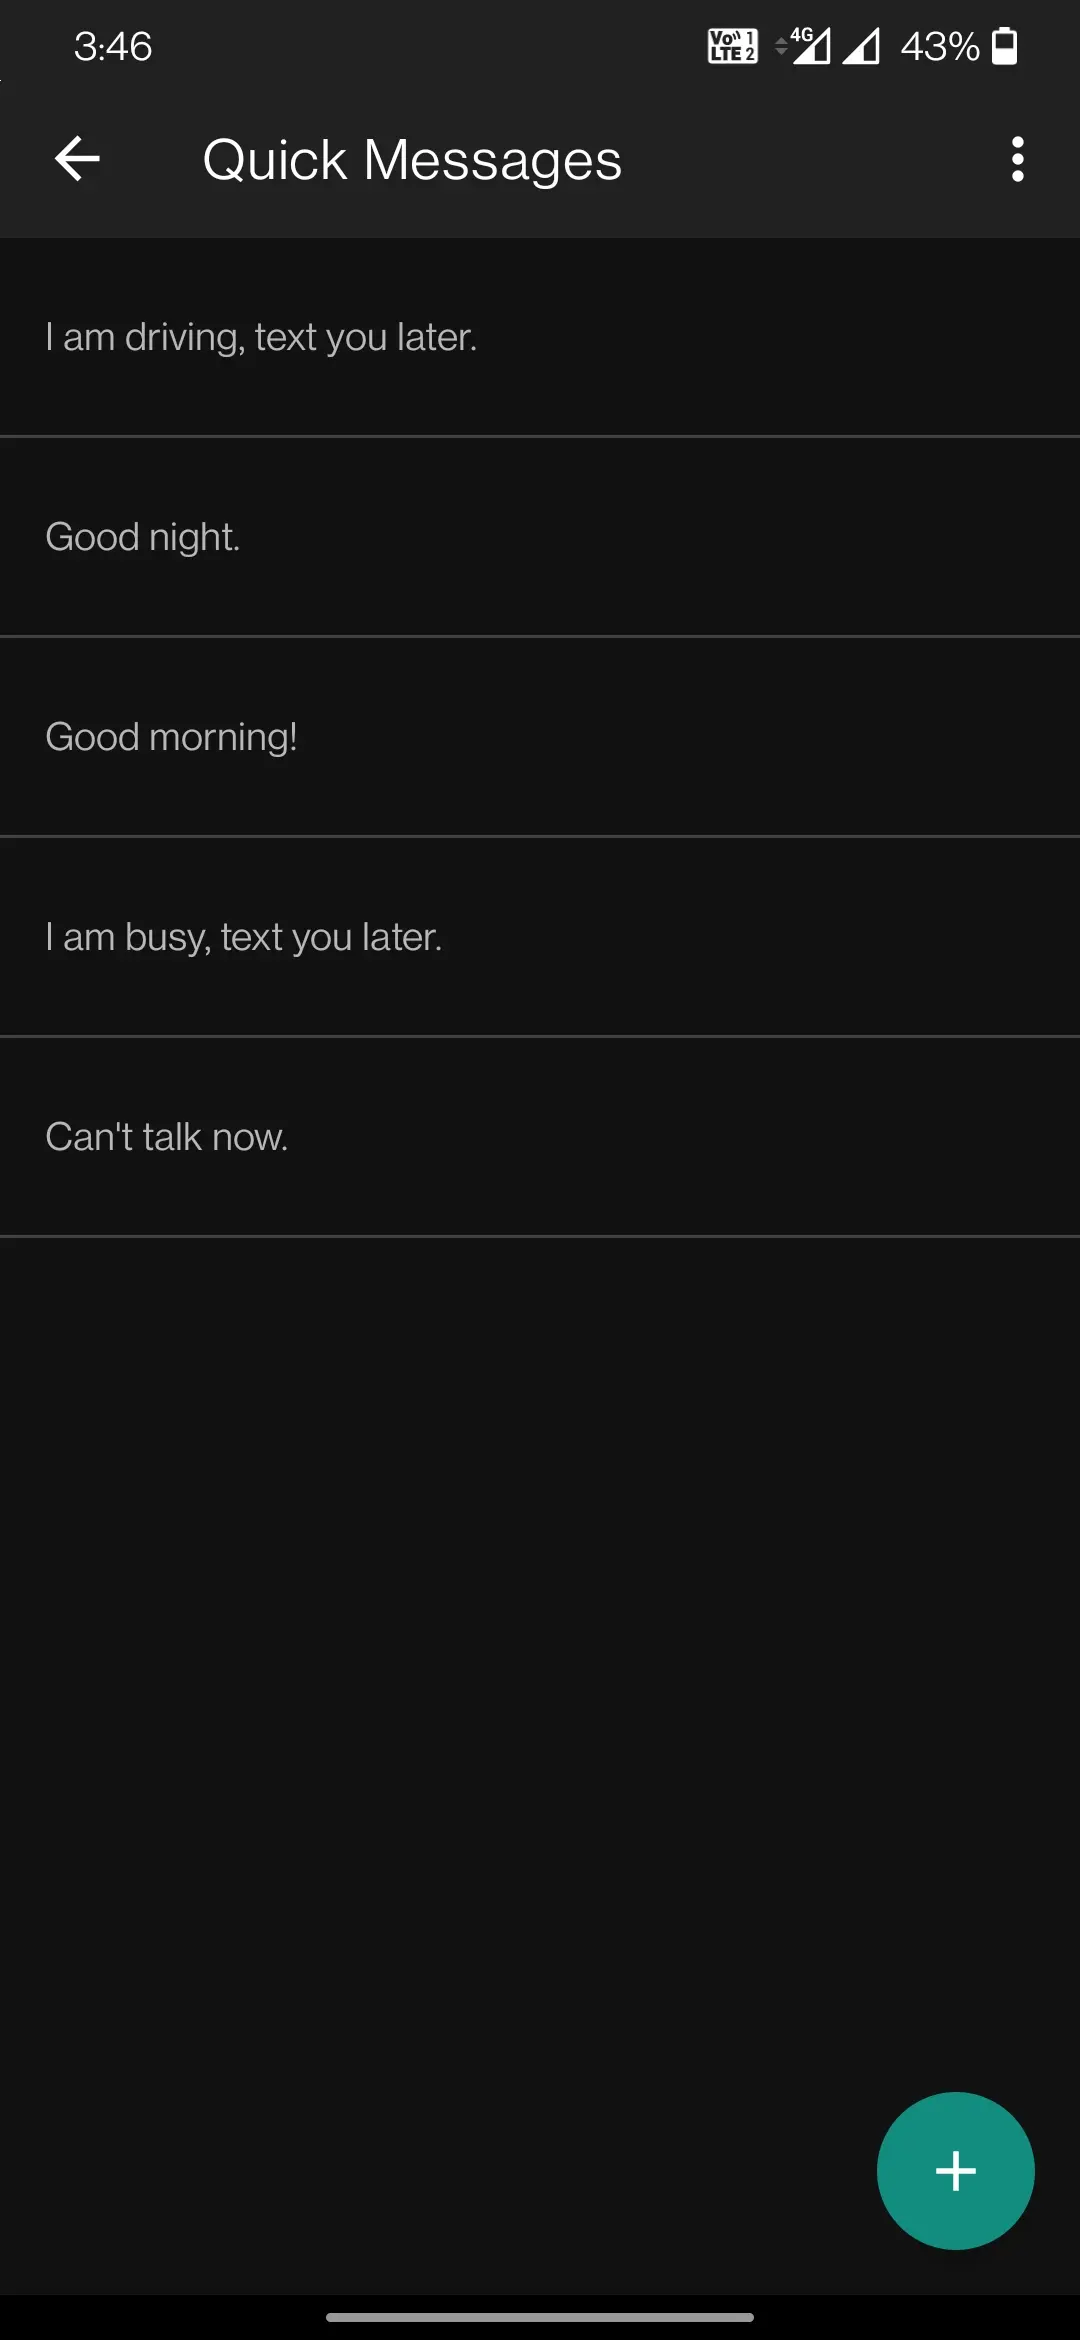 3:46
Vo)) 1
LTE 2
4G
43%
Quick Messages
I am driving, text you later.
Good night.
Good morning!
I am busy, text you later.
Can't talk now.